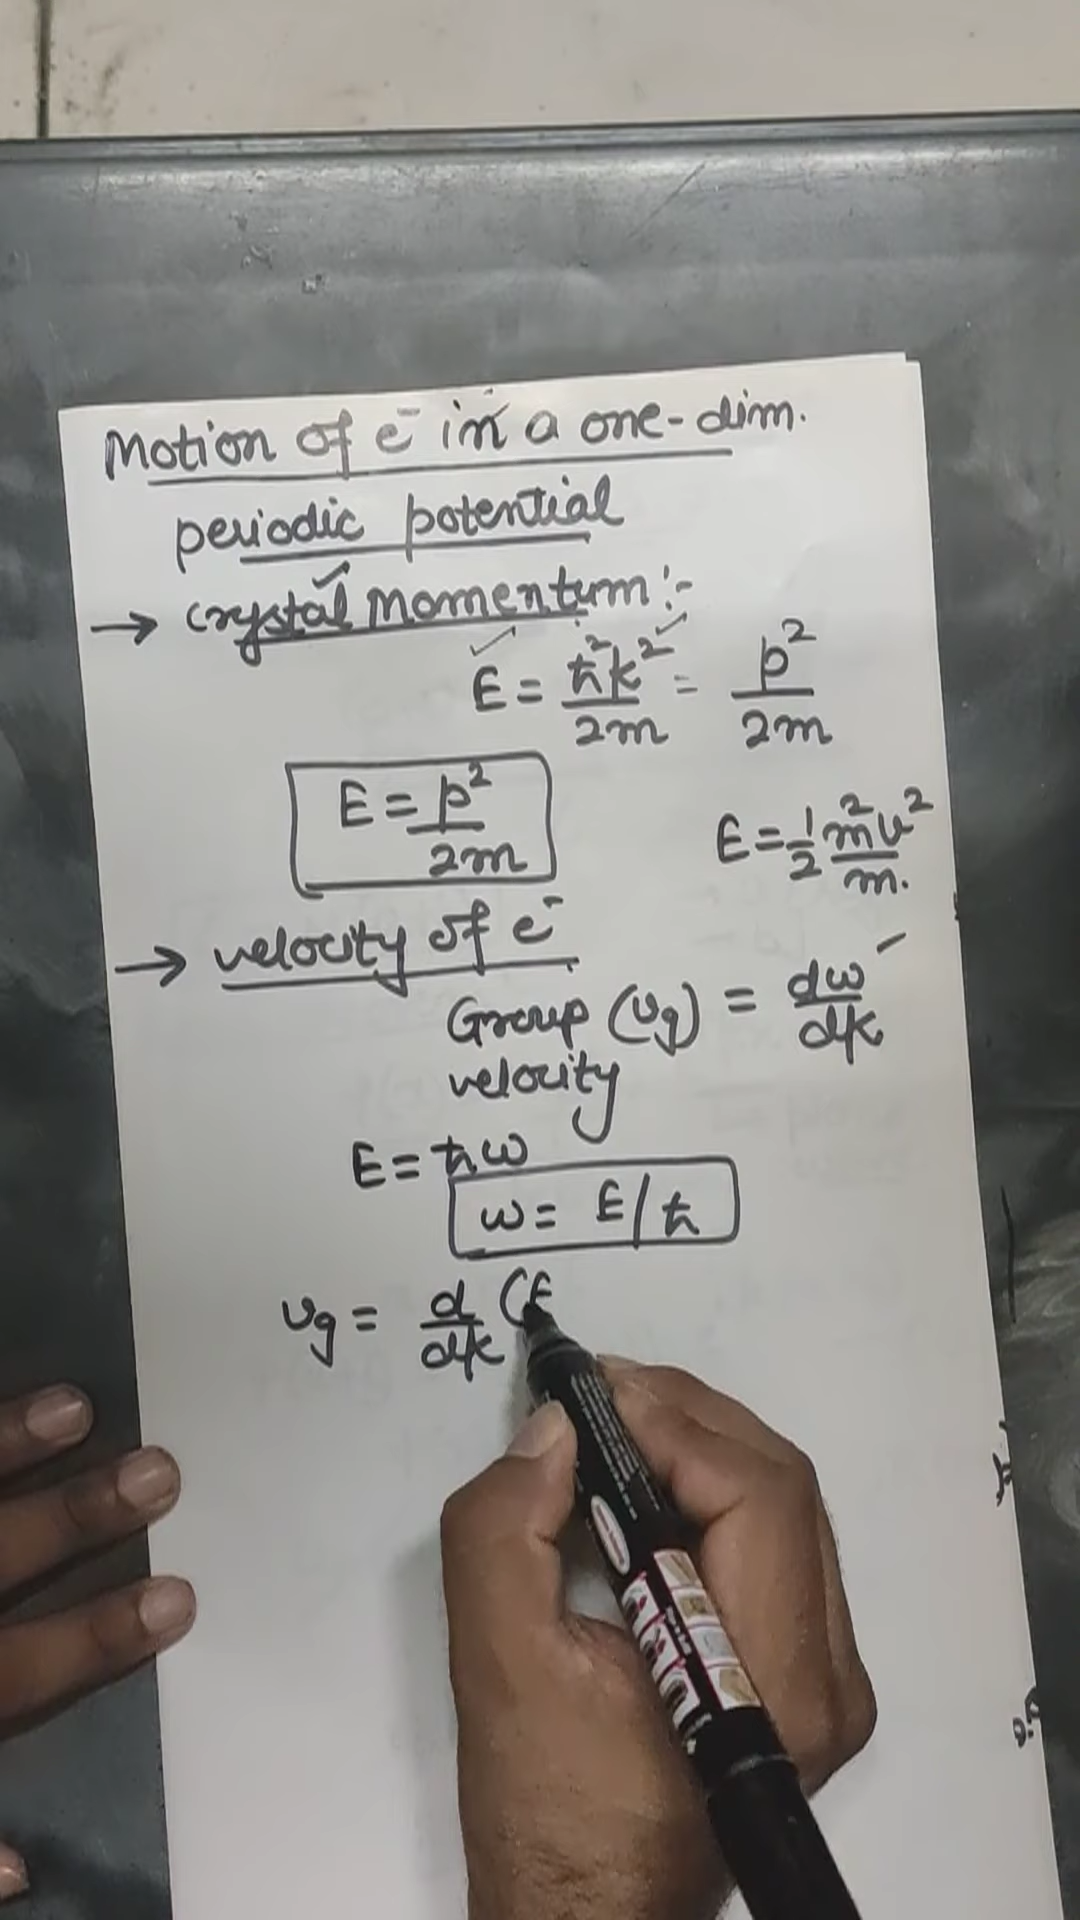 Motion of e⁻ in a one-dim.
periodic potential
→ crystal momentum :-
E = ħ²k²/2m = p²/2m
E = p²/2m
E = 1/2 m²v²/m.
→ velocity of e⁻
Group (vg) = dω/dk
velocity
E = ħω
ω = E/ħ
vg = d/dk (E